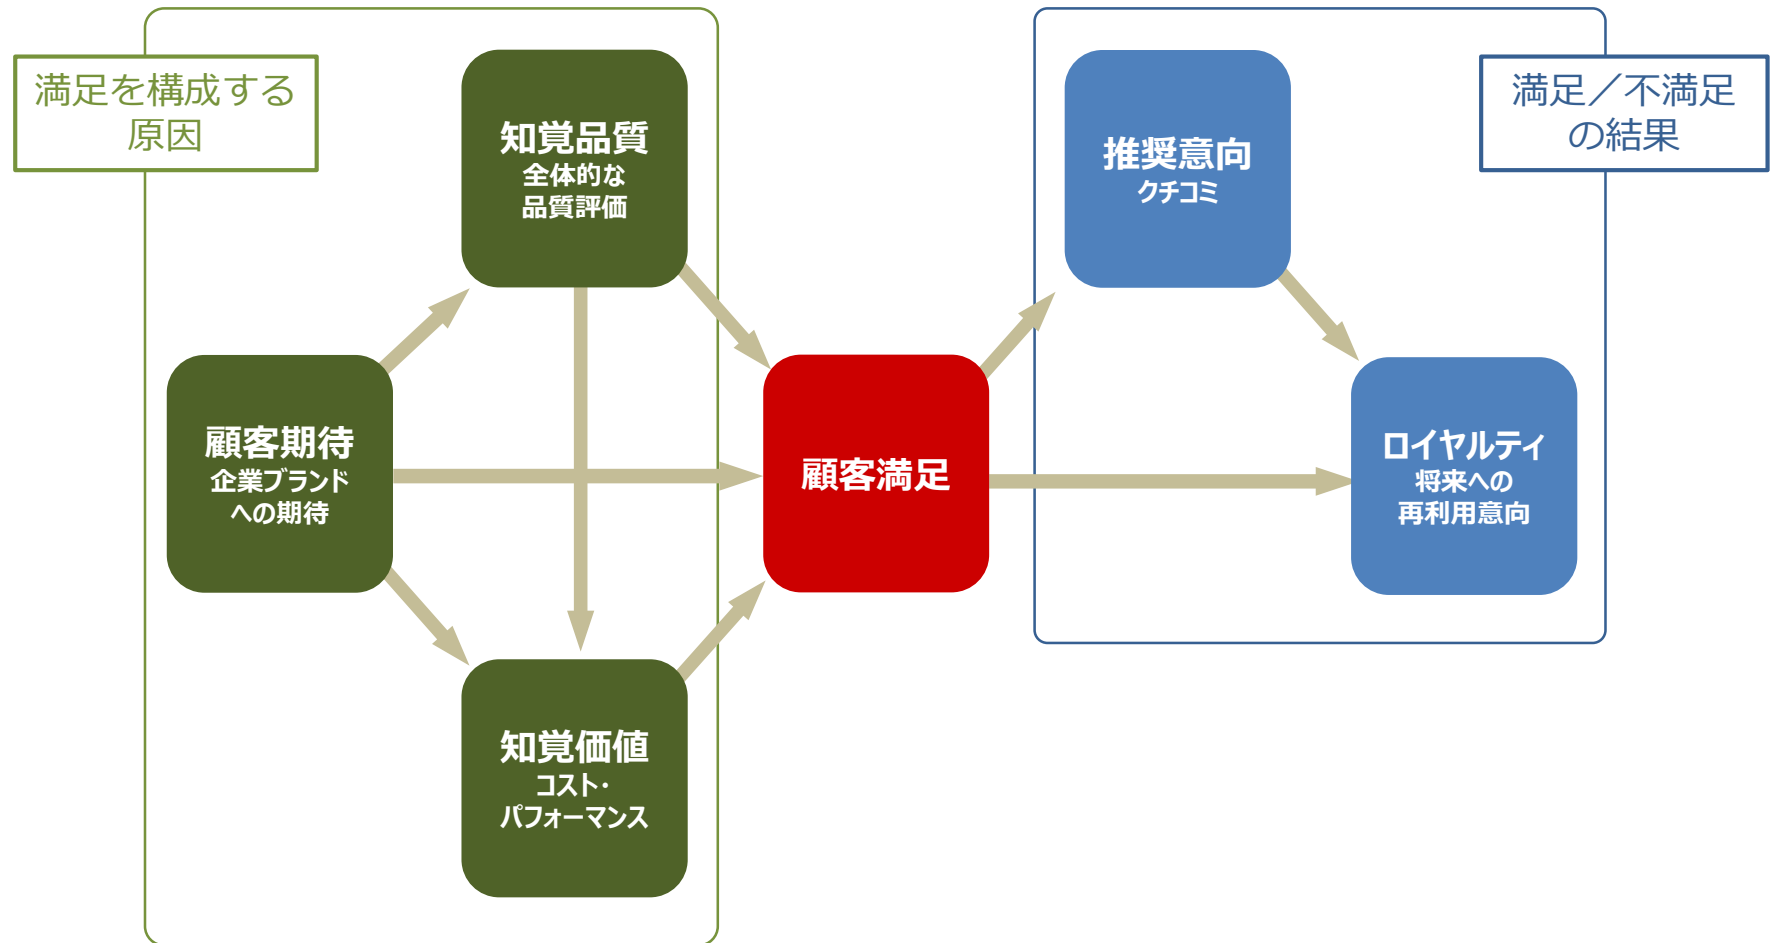 満足を構成する
原因
知覚品質
全体的な
品質評価
顧客期待
企業ブランド
への期待
知覚価値
コスト・
パフォーマンス
顧客満足
推奨意向
クチコミ
ロイヤルティ
将来への
再利用意向
満足／不満足
の結果